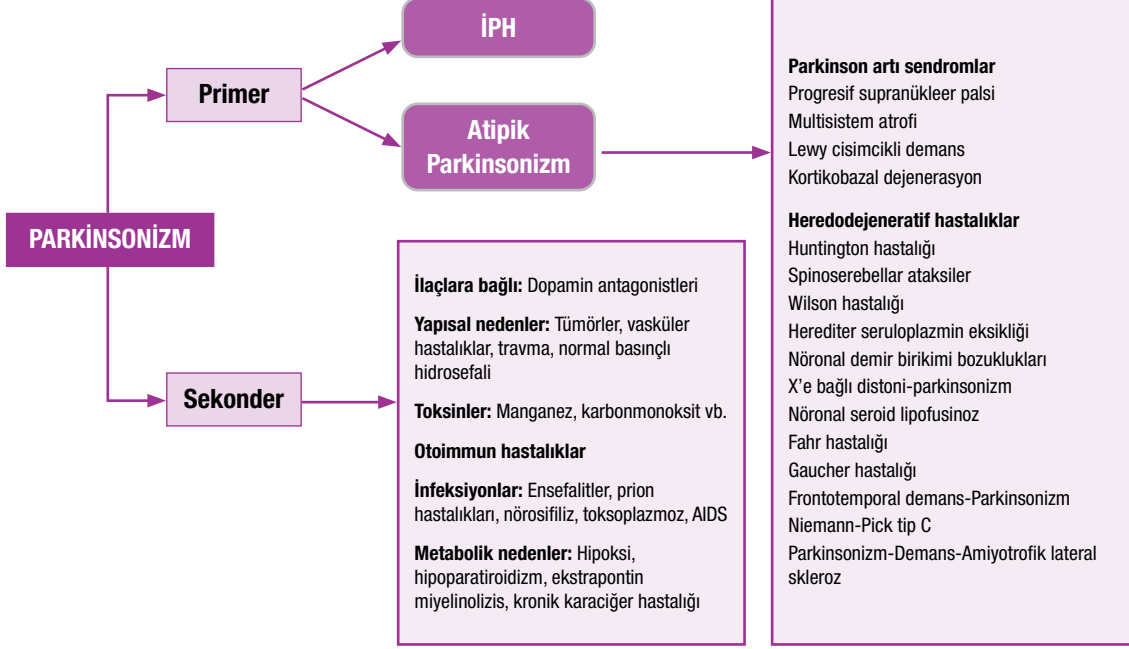 PARKİNSONİZM
Primer
İPH
Atipik
Parkinsonizm
Parkinson artı sendromlar
Progresif supranükleer palsi
Multisistem atrofi
Lewy cisimcikli demans
Kortikobazal dejenerasyon
Heredodejeneratif hastalıklar
Huntington hastalığı
Spinoserebellar ataksiler
Wilson hastalığı
Herediter seruloplazmin eksikliği
Nöronal demir birikimi bozuklukları
X'e bağlı distoni-parkinsonizm
Nöronal seroid lipofusinoz
Fahr hastalığı
Gaucher hastalığı
Frontotemporal demans-Parkinsonizm
Niemann-Pick tip C
Parkinsonizm-Demans-Amiyotrofik lateral
skleroz
Sekonder
İlaçlara bağlı: Dopamin antagonistleri
Yapısal nedenler: Tümörler, vasküler
hastalıklar, travma, normal basınçlı
hidrosefali
Toksinler: Manganez, karbonmonoksit vb.
Otoimmun hastalıklar
İnfeksiyonlar: Ensefalitler, prion
hastalıkları, nörosifiliz, toksoplazmoz, AIDS
Metabolik nedenler: Hipoksi,
hipoparatiroidizm, ekstrapontin
miyelinolizis, kronik karaciğer hastalığı